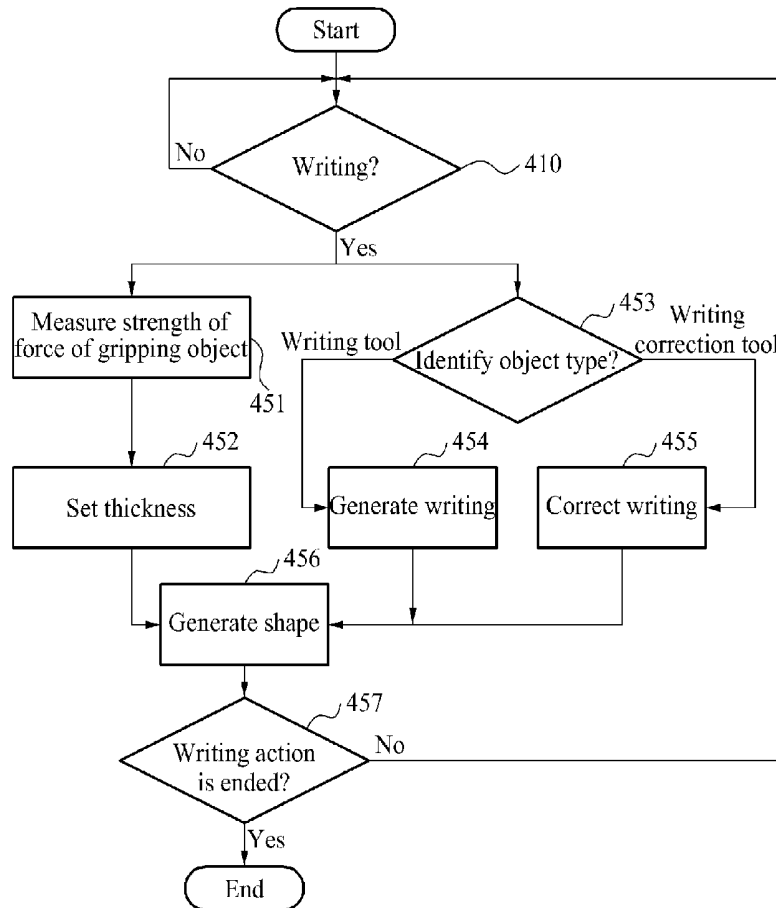 Start
No
Writing?
410
Yes
Measure strength of
force of gripping object
451
453
Writing tool
Identify object type?
Writing
correction tool
452
Set thickness
454
Generate writing
455
Correct writing
456
Generate shape
457
Writing action
is ended?
No
Yes
End